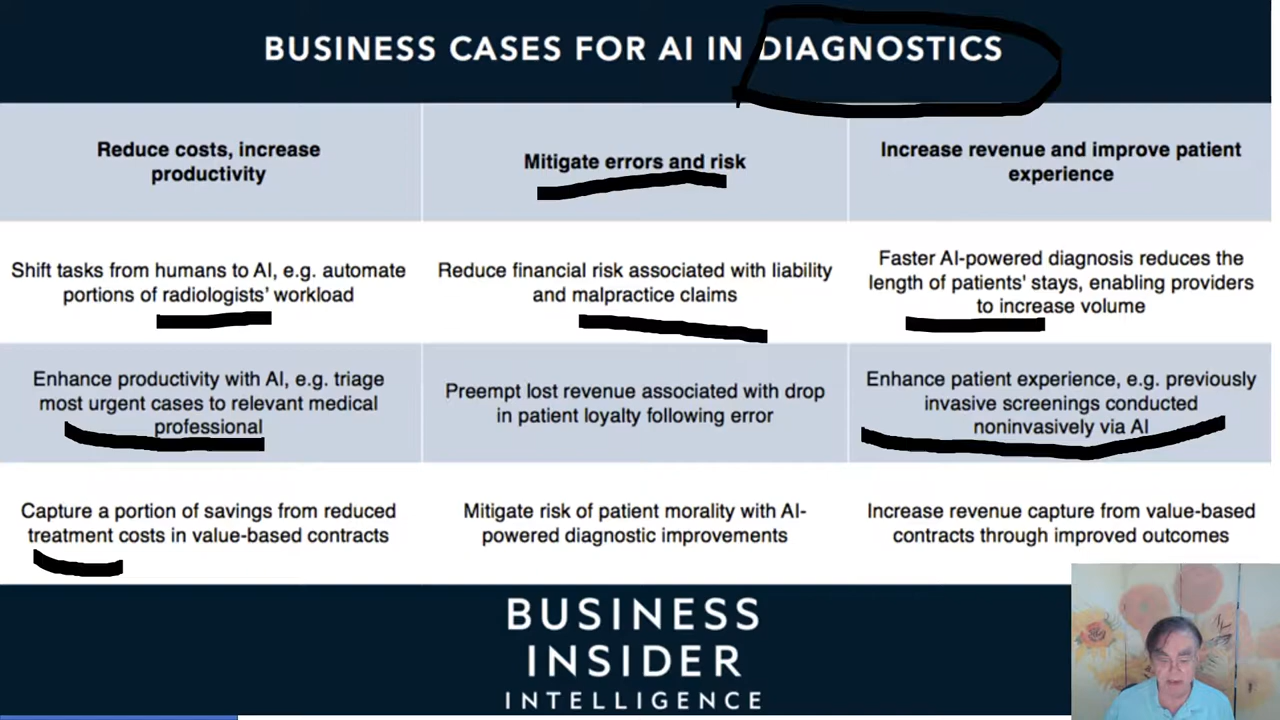 BUSINESS CASES FOR AI IN DIAGNOSTICS
Reduce costs, increase
productivity
Mitigate errors and risk
Increase revenue and improve patient
experience
Shift tasks from humans to AI, e.g. automate
portions of radiologists' workload
Reduce financial risk associated with liability
and malpractice claims
Faster AI-powered diagnosis reduces the
length of patients' stays, enabling providers
to increase volume
Enhance productivity with AI, e.g. triage
most urgent cases to relevant medical
professional
Preempt lost revenue associated with drop
in patient loyalty following error
Enhance patient experience, e.g. previously
invasive screenings conducted
noninvasively via AI
Capture a portion of savings from reduced
treatment costs in value-based contracts
Mitigate risk of patient morality with AI-
powered diagnostic improvements
Increase revenue capture from value-based
contracts through improved outcomes
BUSINESS
INSIDER
INTELLIGENCE